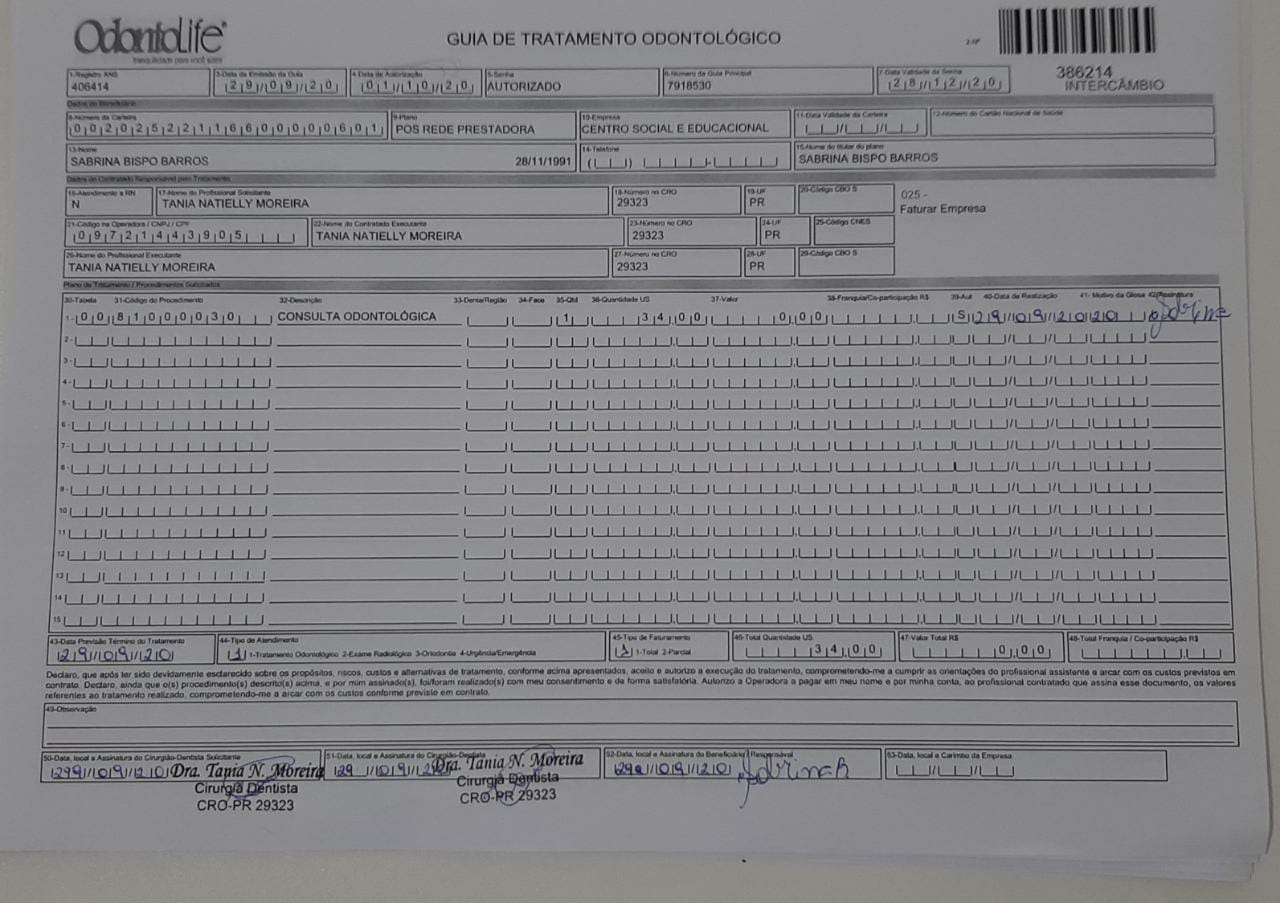 OdontoLife
tranquilidade para você sorrir
GUIA DE TRATAMENTO ODONTOLÓGICO
386214
INTERCÂMBIO
1-Registro ANS 3-Data de Emissão da Guia 4-Data de Autorização 5-Senha 6-Número da Guia Principal 7-Data Validade da Senha
406414 29/09/20 01/10/20 AUTORIZADO 7918530 28/12/20
Dados do Beneficiário
8-Número da Carteira 9-Plano 10-Empresa 11-Data Validade da Carteira 12-Número do Cartão Nacional de Saúde
00202522116600000601 POS REDE PRESTADORA CENTRO SOCIAL E EDUCACIONAL
13-Nome 14-Telefone 15-Nome do titular do plano
SABRINA BISPO BARROS 28/11/1991 SABRINA BISPO BARROS
Dados do Contratado Responsável pelo Tratamento
16-Atendimento a RN 17-Nome do Profissional Solicitante 18-Número no CRO 19-UF 20-Código CBO S
N TANIA NATIELLY MOREIRA 29323 PR
025 -
Faturar Empresa
21-Código na Operadora / CNPJ / CPF 22-Nome do Contratado Executante 23-Número no CRO 24-UF 25-Código CNES
09721443905 TANIA NATIELLY MOREIRA 29323 PR
26-Nome do Profissional Executante 27-Número no CRO 28-UF 29-Código CBO S
TANIA NATIELLY MOREIRA 29323 PR
Plano de Tratamento / Procedimentos Solicitados
30-Tabela 31-Código do Procedimento 32-Descrição 33-Dente/Região 34-Face 35-Qtd 36-Quantidade US 37-Valor 38-Franquia/Co-participação R$ 39-Aut 40-Data de Realização 41- Motivo da Glosa 42-Assinatura
1- 00 81000030 CONSULTA ODONTOLÓGICA 1 34,00 0,00 S 29/09/2020
2-
3-
4-
5-
6-
7-
8-
9-
10
11
12
13
14
15
43-Data Previsão Término do Tratamento 44-Tipo de Atendimento 45-Tipo de Faturamento 46-Total Quantidade US 47-Valor Total R$ 48-Total Franquia / Co-participação R$
29/09/20 1 1-Tratamento Odontológico 2-Exame Radiológico 3-Ortodontia 4-Urgência/Emergência 1 1-Total 2-Parcial 34,00 0,00
Declaro, que após ter sido devidamente esclarecido sobre os propósitos, riscos, custos e alternativas de tratamento, conforme acima apresentados, aceito e autorizo a execução do tratamento, comprometendo-me a cumprir as orientações do profissional assistente e arcar com os custos previstos em
contrato. Declaro, ainda que o(s) procedimento(s) descrito(s) acima, e por mim assinado(s), foi/foram realizado(s) com meu consentimento e de forma satisfatória. Autorizo a Operadora a pagar em meu nome e por minha conta, ao profissional contratado que assina esse documento, os valores
referentes ao tratamento realizado, comprometendo-me a arcar com os custos conforme previsto em contrato.
49-Observação
50-Data, local e Assinatura do Cirurgião-Dentista Solicitante 51-Data, local e Assinatura do Cirurgião-Dentista 52-Data, local e Assinatura do Beneficiário / Responsável 53-Data, local e Carimbo da Empresa
29/09/20 Dra. Tania N. Moreira 29/09/20 Dra. Tania N. Moreira 29/09/20
Cirurgiã Dentista Cirurgiã Dentista
CRO-PR 29323 CRO-PR 29323